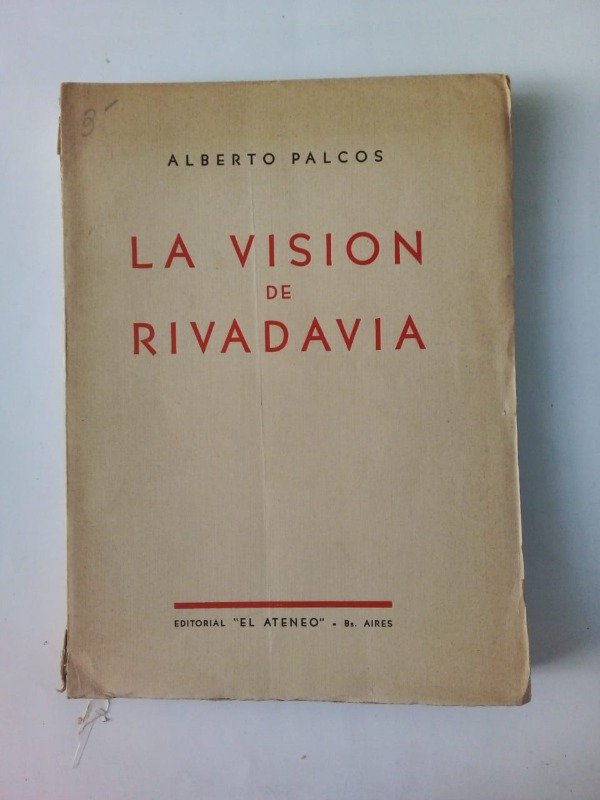 ALBERTO PALCOS
LA VISION
DE
RIVADAVIA
EDITORIAL "EL ATENEO" - Bs. AIRES